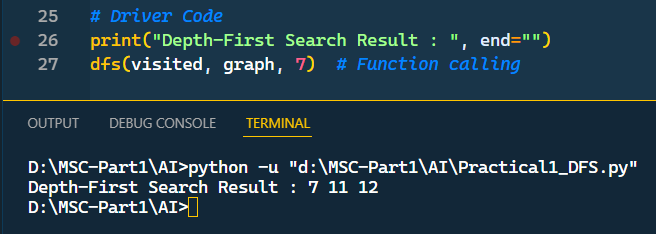 25 # Driver Code
26 print("Depth-First Search Result : ", end="")
27 dfs(visited, graph, 7) # Function calling
OUTPUT DEBUG CONSOLE TERMINAL
D:\MSC-Part1\AI>python -u "d:\MSC-Part1\AI\Practical1_DFS.py"
Depth-First Search Result : 7 11 12
D:\MSC-Part1\AI>